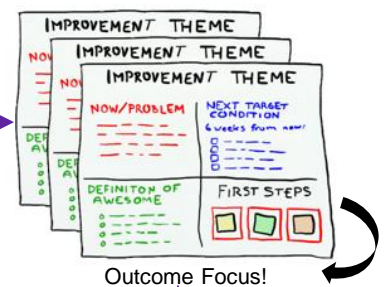 IMPROVEMENT THEME
IMPROVEMENT THEME
IMPROVEMENT THEME
NOW/PROBLEM
NEXT TARGET
CONDITION
6 weeks from now!
DEFINITON OF
AWESOME
FIRST STEPS
Outcome Focus!